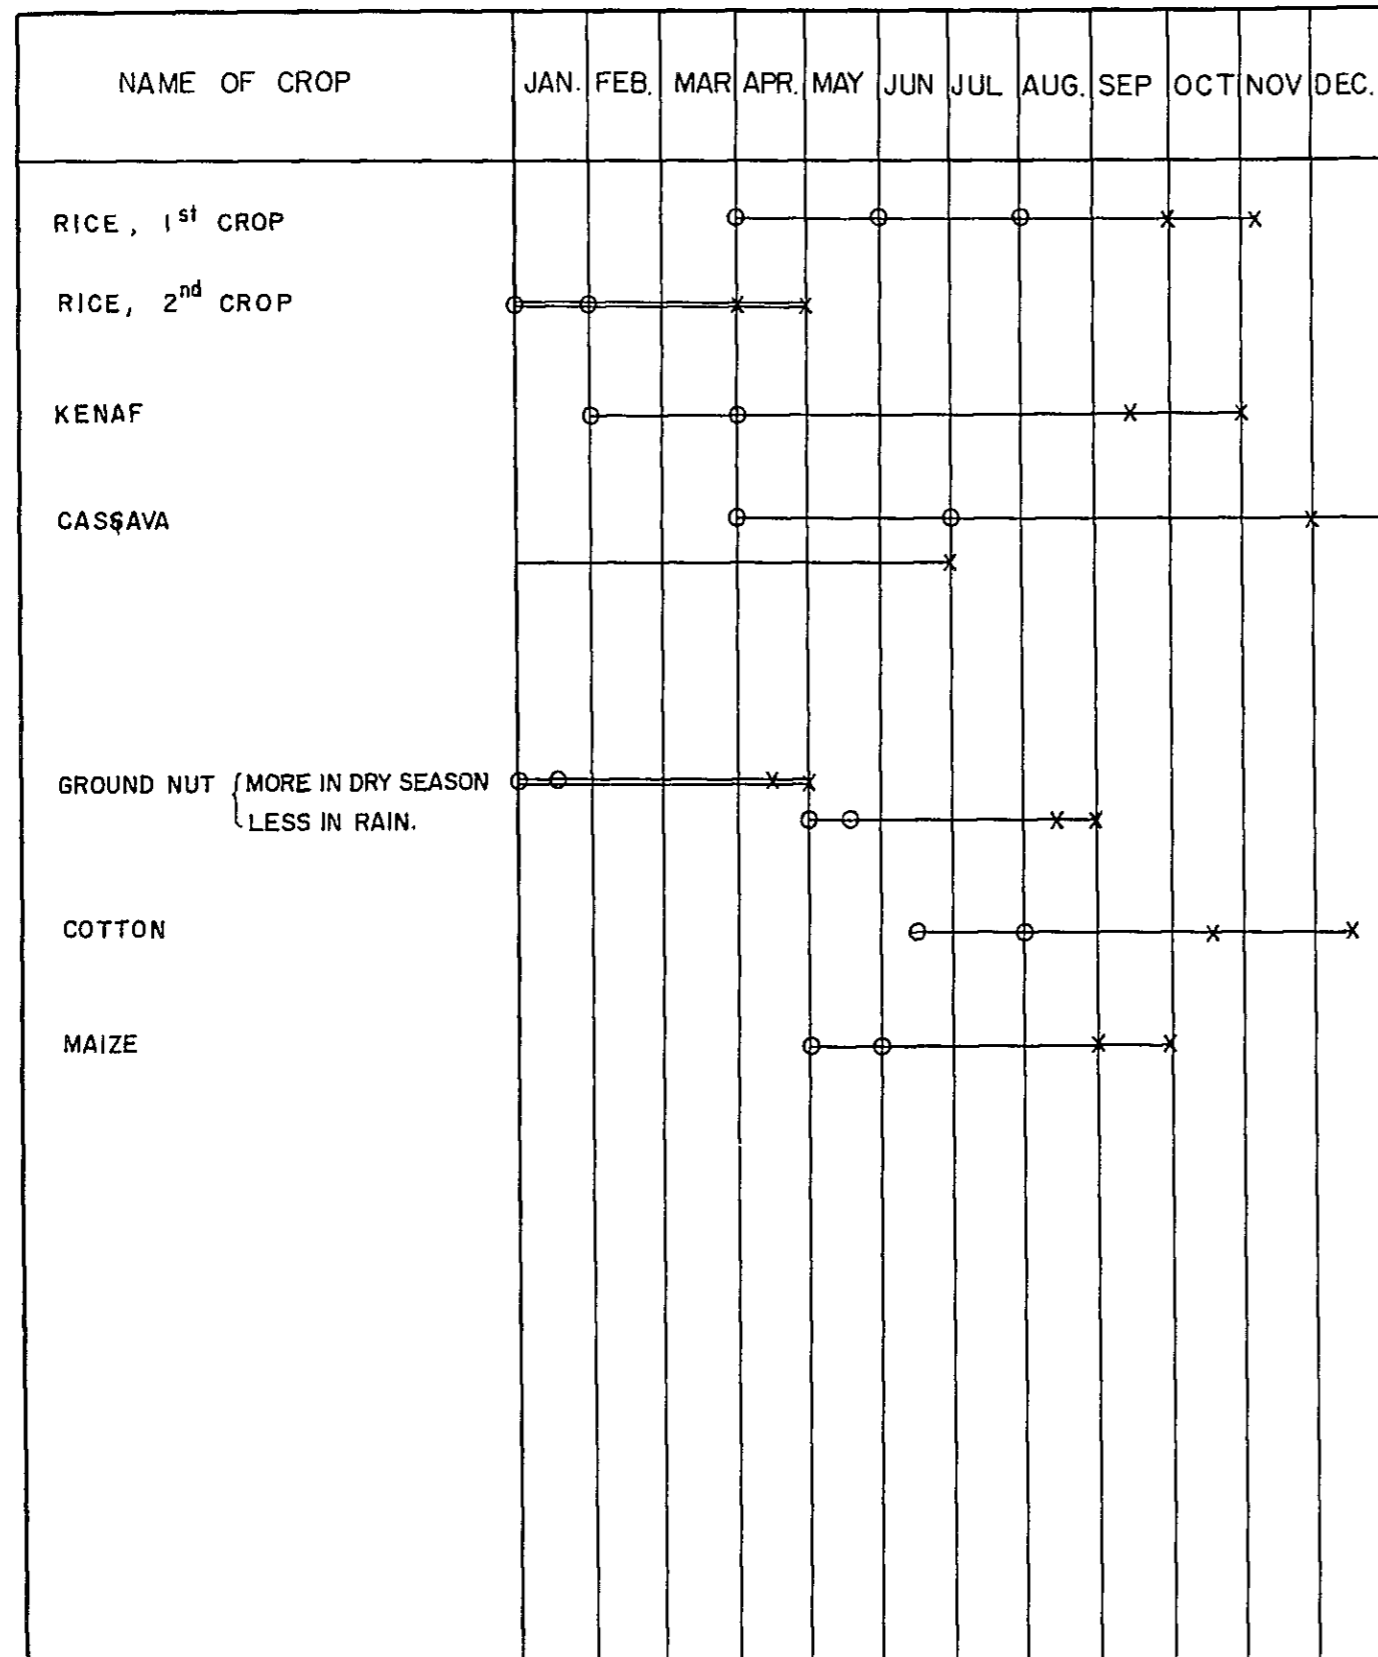 NAME OF CROP JAN. FEB. MAR APR. MAY JUN JUL AUG. SEP OCT NOV DEC.
RICE, 1st CROP
RICE, 2nd CROP
KENAF
CASSAVA
GROUND NUT { MORE IN DRY SEASON
LESS IN RAIN.
COTTON
MAIZE